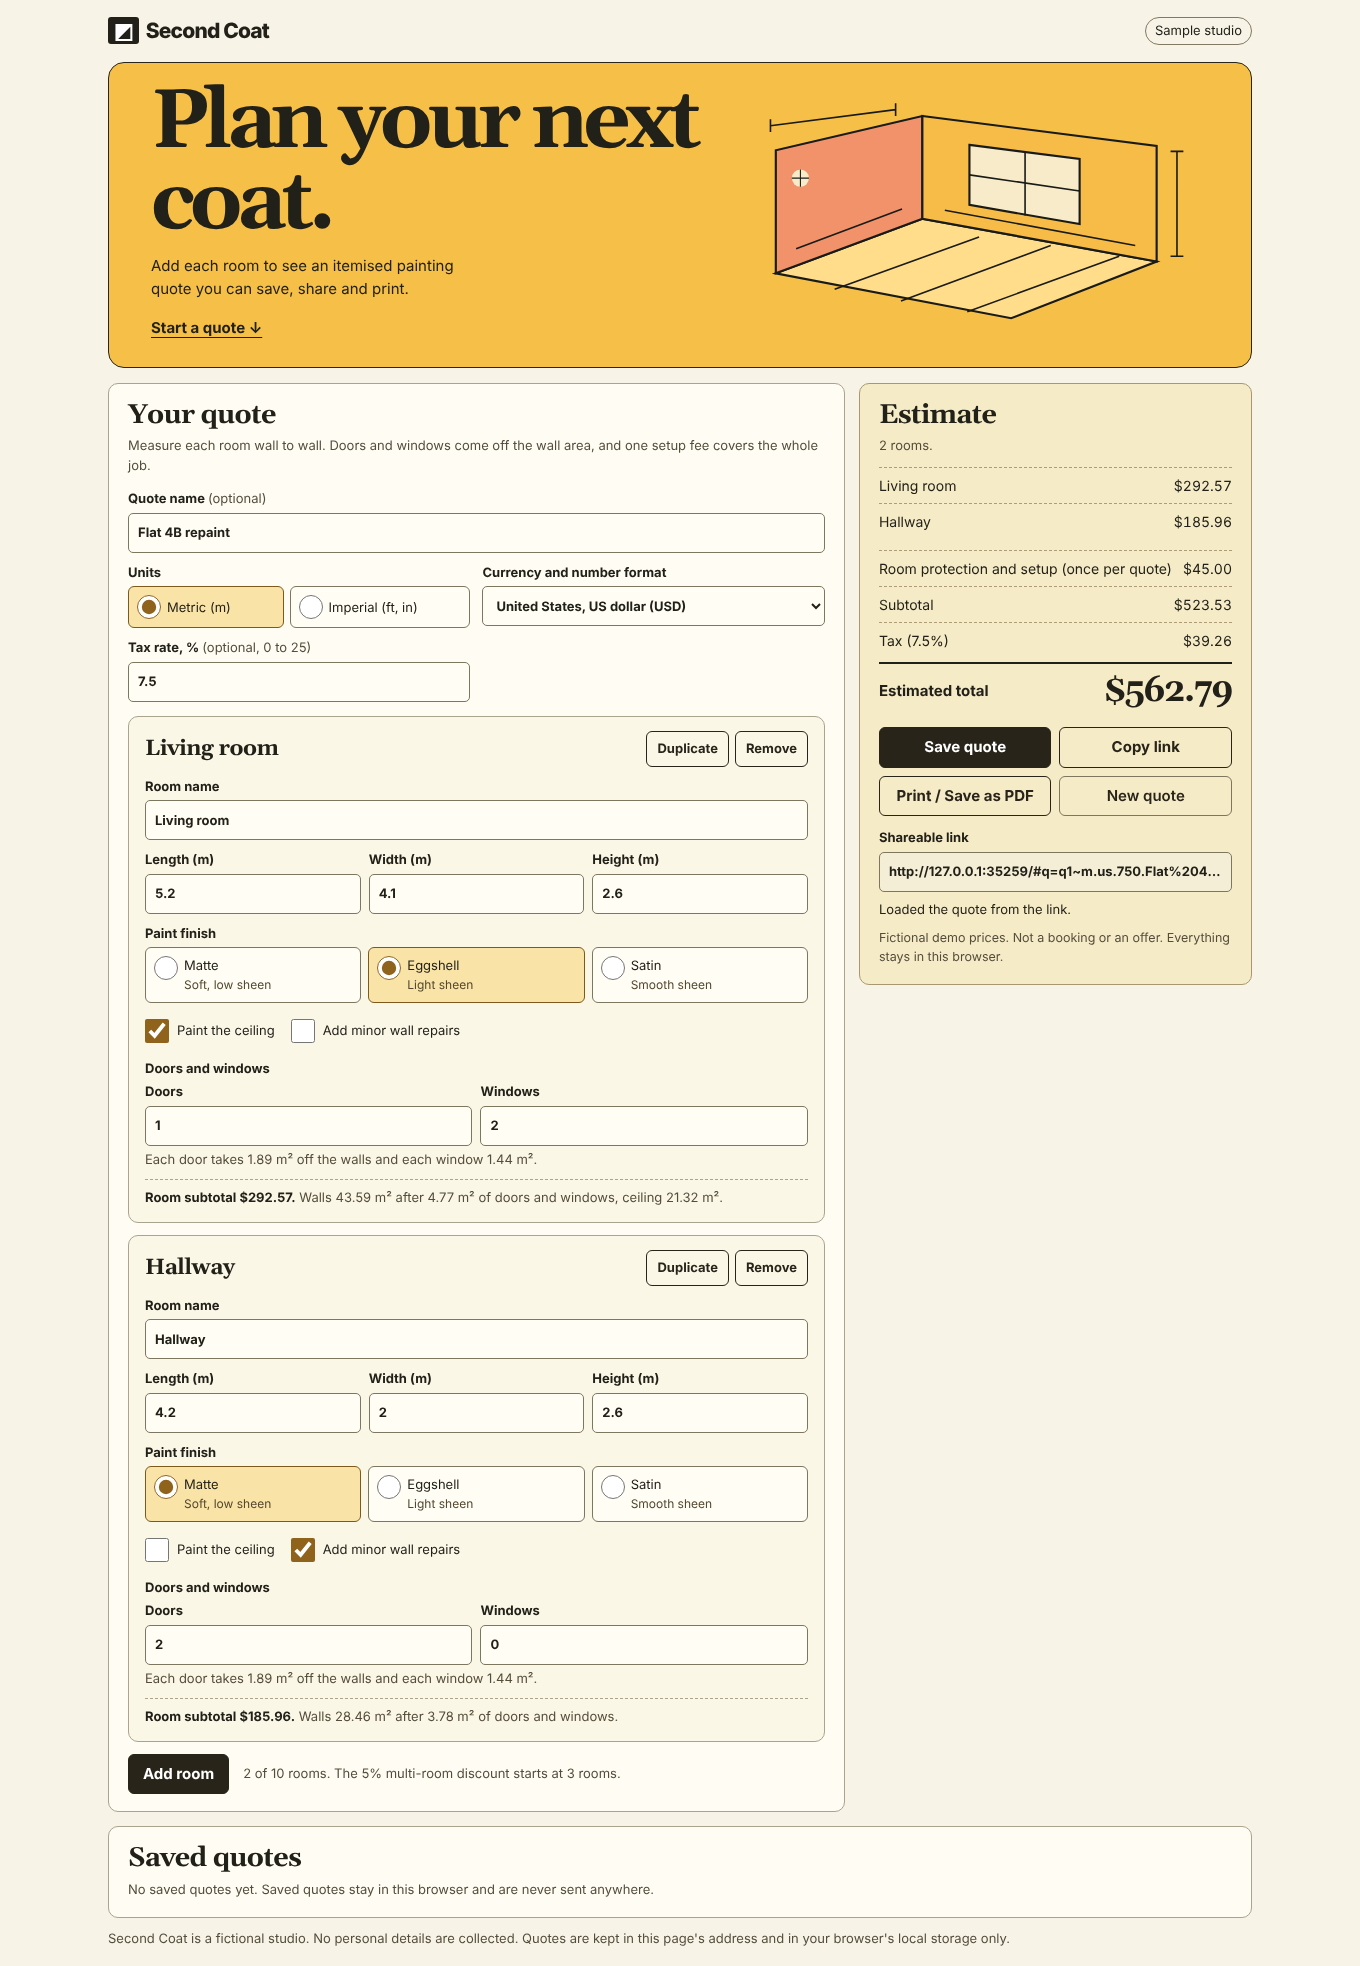 Second Coat
Sample studio
Plan your next
coat.
Add each room to see an itemised painting
quote you can save, share and print.
Start a quote ↓
Your quote
Measure each room wall to wall. Doors and windows come off the wall area, and one setup fee covers the whole
job.
Quote name (optional)
Flat 4B repaint
Units
Currency and number format
Metric (m)
Imperial (ft, in)
United States, US dollar (USD)
Tax rate, % (optional, 0 to 25)
7.5
Living room
Duplicate
Remove
Room name
Living room
Length (m)
Width (m)
Height (m)
5.2
4.1
2.6
Paint finish
Matte
Soft, low sheen
Eggshell
Light sheen
Satin
Smooth sheen
Paint the ceiling
Add minor wall repairs
Doors and windows
Doors
Windows
1
2
Each door takes 1.89 m² off the walls and each window 1.44 m².
Room subtotal $292.57. Walls 43.59 m² after 4.77 m² of doors and windows, ceiling 21.32 m².
Hallway
Duplicate
Remove
Room name
Hallway
Length (m)
Width (m)
Height (m)
4.2
2
2.6
Paint finish
Matte
Soft, low sheen
Eggshell
Light sheen
Satin
Smooth sheen
Paint the ceiling
Add minor wall repairs
Doors and windows
Doors
Windows
2
0
Each door takes 1.89 m² off the walls and each window 1.44 m².
Room subtotal $185.96. Walls 28.46 m² after 3.78 m² of doors and windows.
Add room
2 of 10 rooms. The 5% multi-room discount starts at 3 rooms.
Estimate
2 rooms.
Living room $292.57
Hallway $185.96
Room protection and setup (once per quote) $45.00
Subtotal $523.53
Tax (7.5%) $39.26
Estimated total $562.79
Save quote
Copy link
Print / Save as PDF
New quote
Shareable link
http://127.0.0.1:35259/#q=q1~m.us.750.Flat%204...
Loaded the quote from the link.
Fictional demo prices. Not a booking or an offer. Everything
stays in this browser.
Saved quotes
No saved quotes yet. Saved quotes stay in this browser and are never sent anywhere.
Second Coat is a fictional studio. No personal details are collected. Quotes are kept in this page's address and in your browser's local storage only.